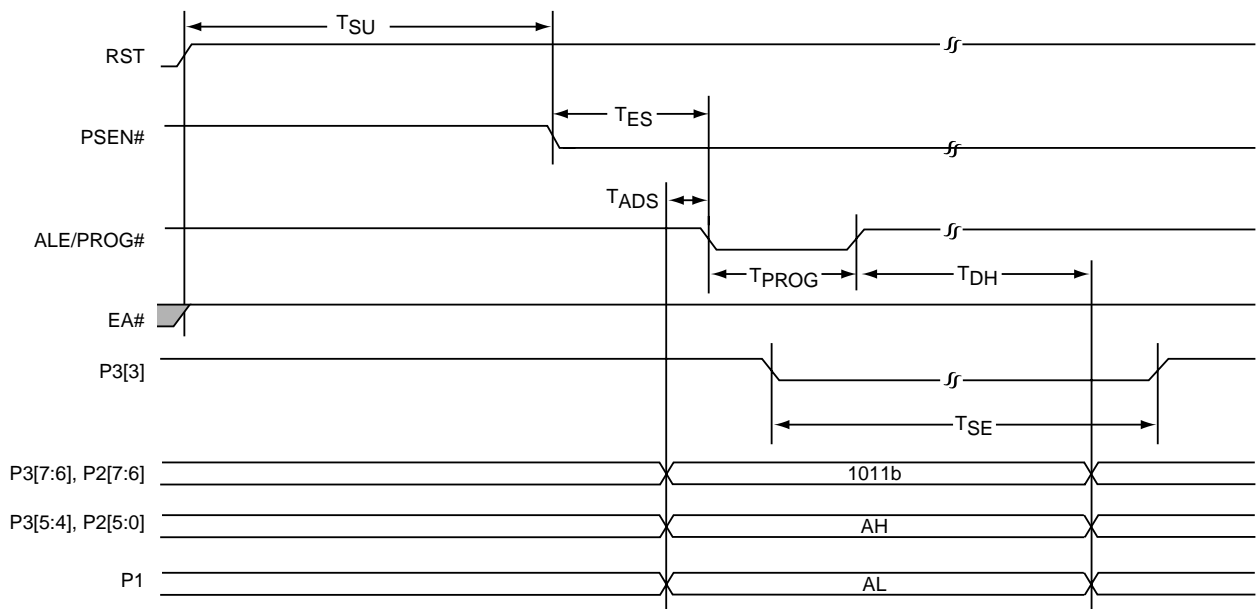 TSU
RST
TES
PSEN#
TADS
ALE/PROG#
TPROG
TDH
EA#
P3[3]
TSE
P3[7:6], P2[7:6]
1011b
P3[5:4], P2[5:0]
AH
P1
AL